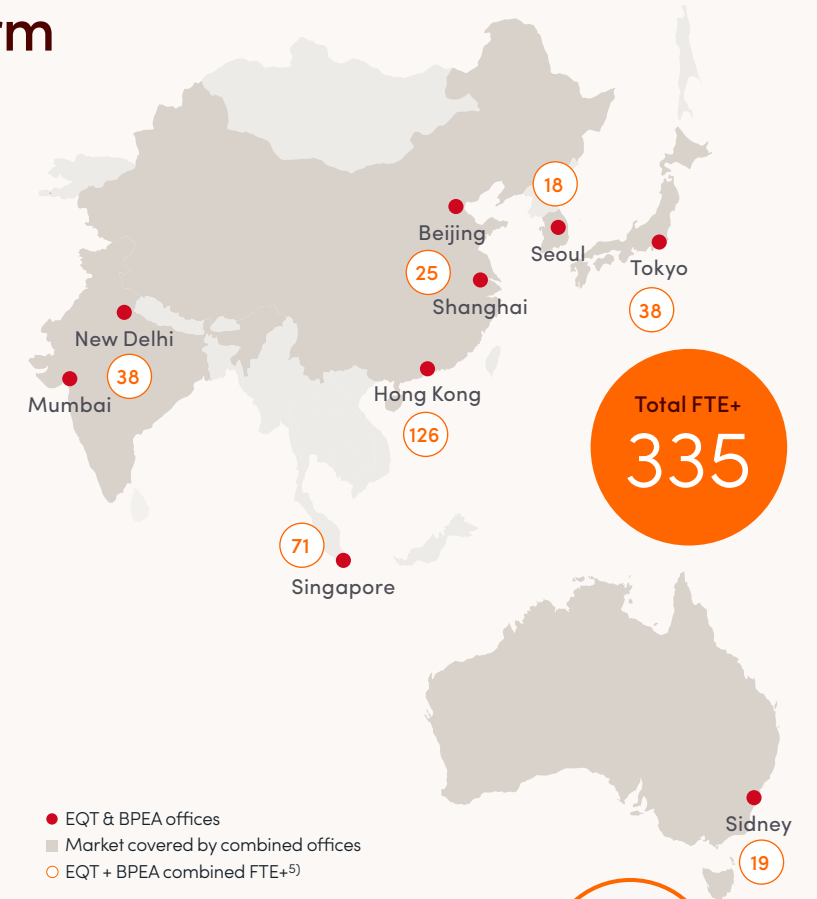 rm
18
Beijing
Seoul
25
Tokyo
Shanghai
38
New Delhi
38
Mumbai
Hong Kong
126
Total FTE+
335
71
Singapore
EQT & BPEA offices
Market covered by combined offices
EQT + BPEA combined FTE+5)
Sidney
19